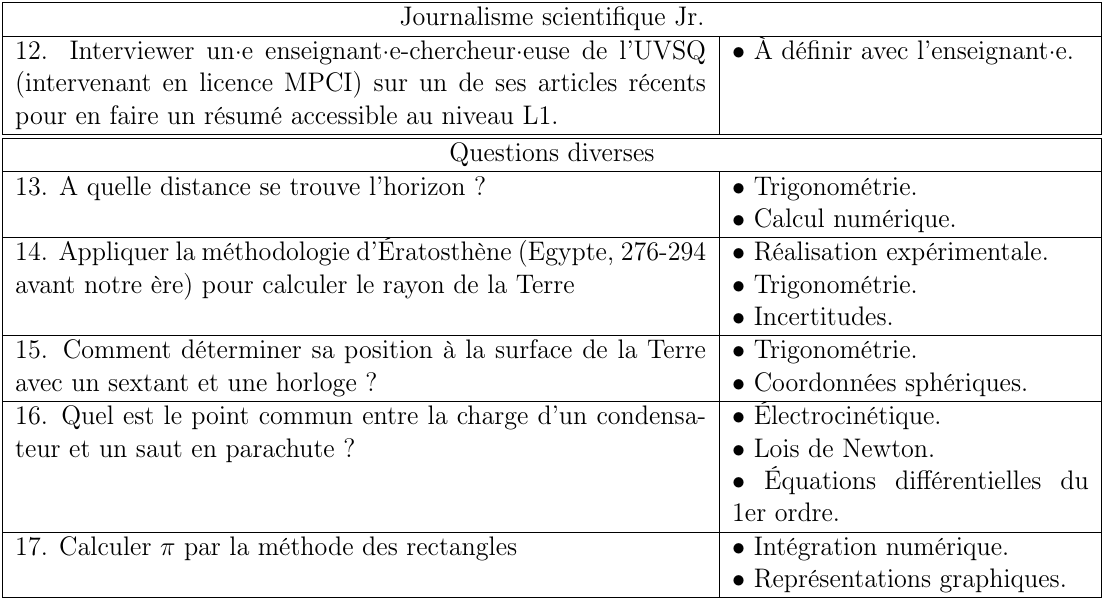 Journalisme scientifique Jr.
12. Interviewer un·e enseignant·e-chercheur·euse de l'UVSQ
(intervenant en licence MPCI) sur un de ses articles récents
pour en faire un résumé accessible au niveau L1.
• À définir avec l'enseignant·e.
Questions diverses
13. A quelle distance se trouve l'horizon ?
• Trigonométrie.
• Calcul numérique.
14. Appliquer la méthodologie d'Ératosthène (Egypte, 276-294
avant notre ère) pour calculer le rayon de la Terre
• Réalisation expérimentale.
• Trigonométrie.
• Incertitudes.
15. Comment déterminer sa position à la surface de la Terre
avec un sextant et une horloge ?
• Trigonométrie.
• Coordonnées sphériques.
16. Quel est le point commun entre la charge d'un condensa-
teur et un saut en parachute ?
• Électrocinétique.
• Lois de Newton.
• Équations différentielles du
1er ordre.
17. Calculer π par la méthode des rectangles
• Intégration numérique.
• Représentations graphiques.